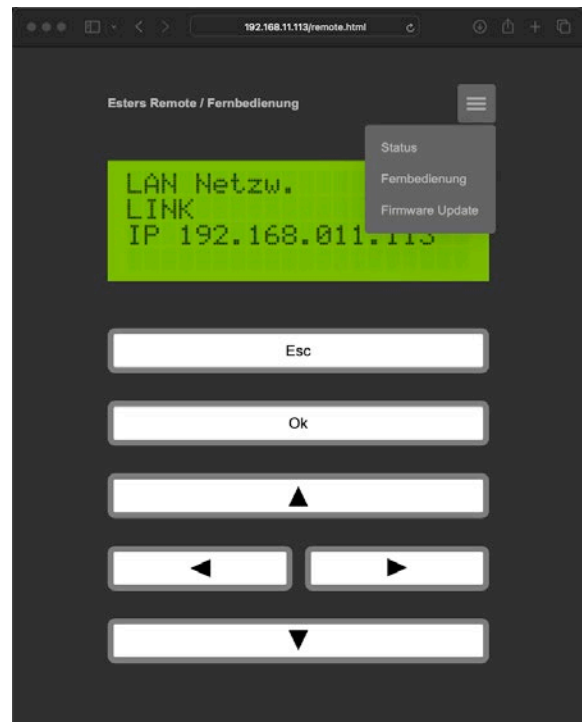 192.168.11.113/remote.html
Esters Remote / Fernbedienung
Status
Fernbedienung
Firmware Update
LAN Netzw.
LINK
IP 192.168.011.113
Esc
Ok